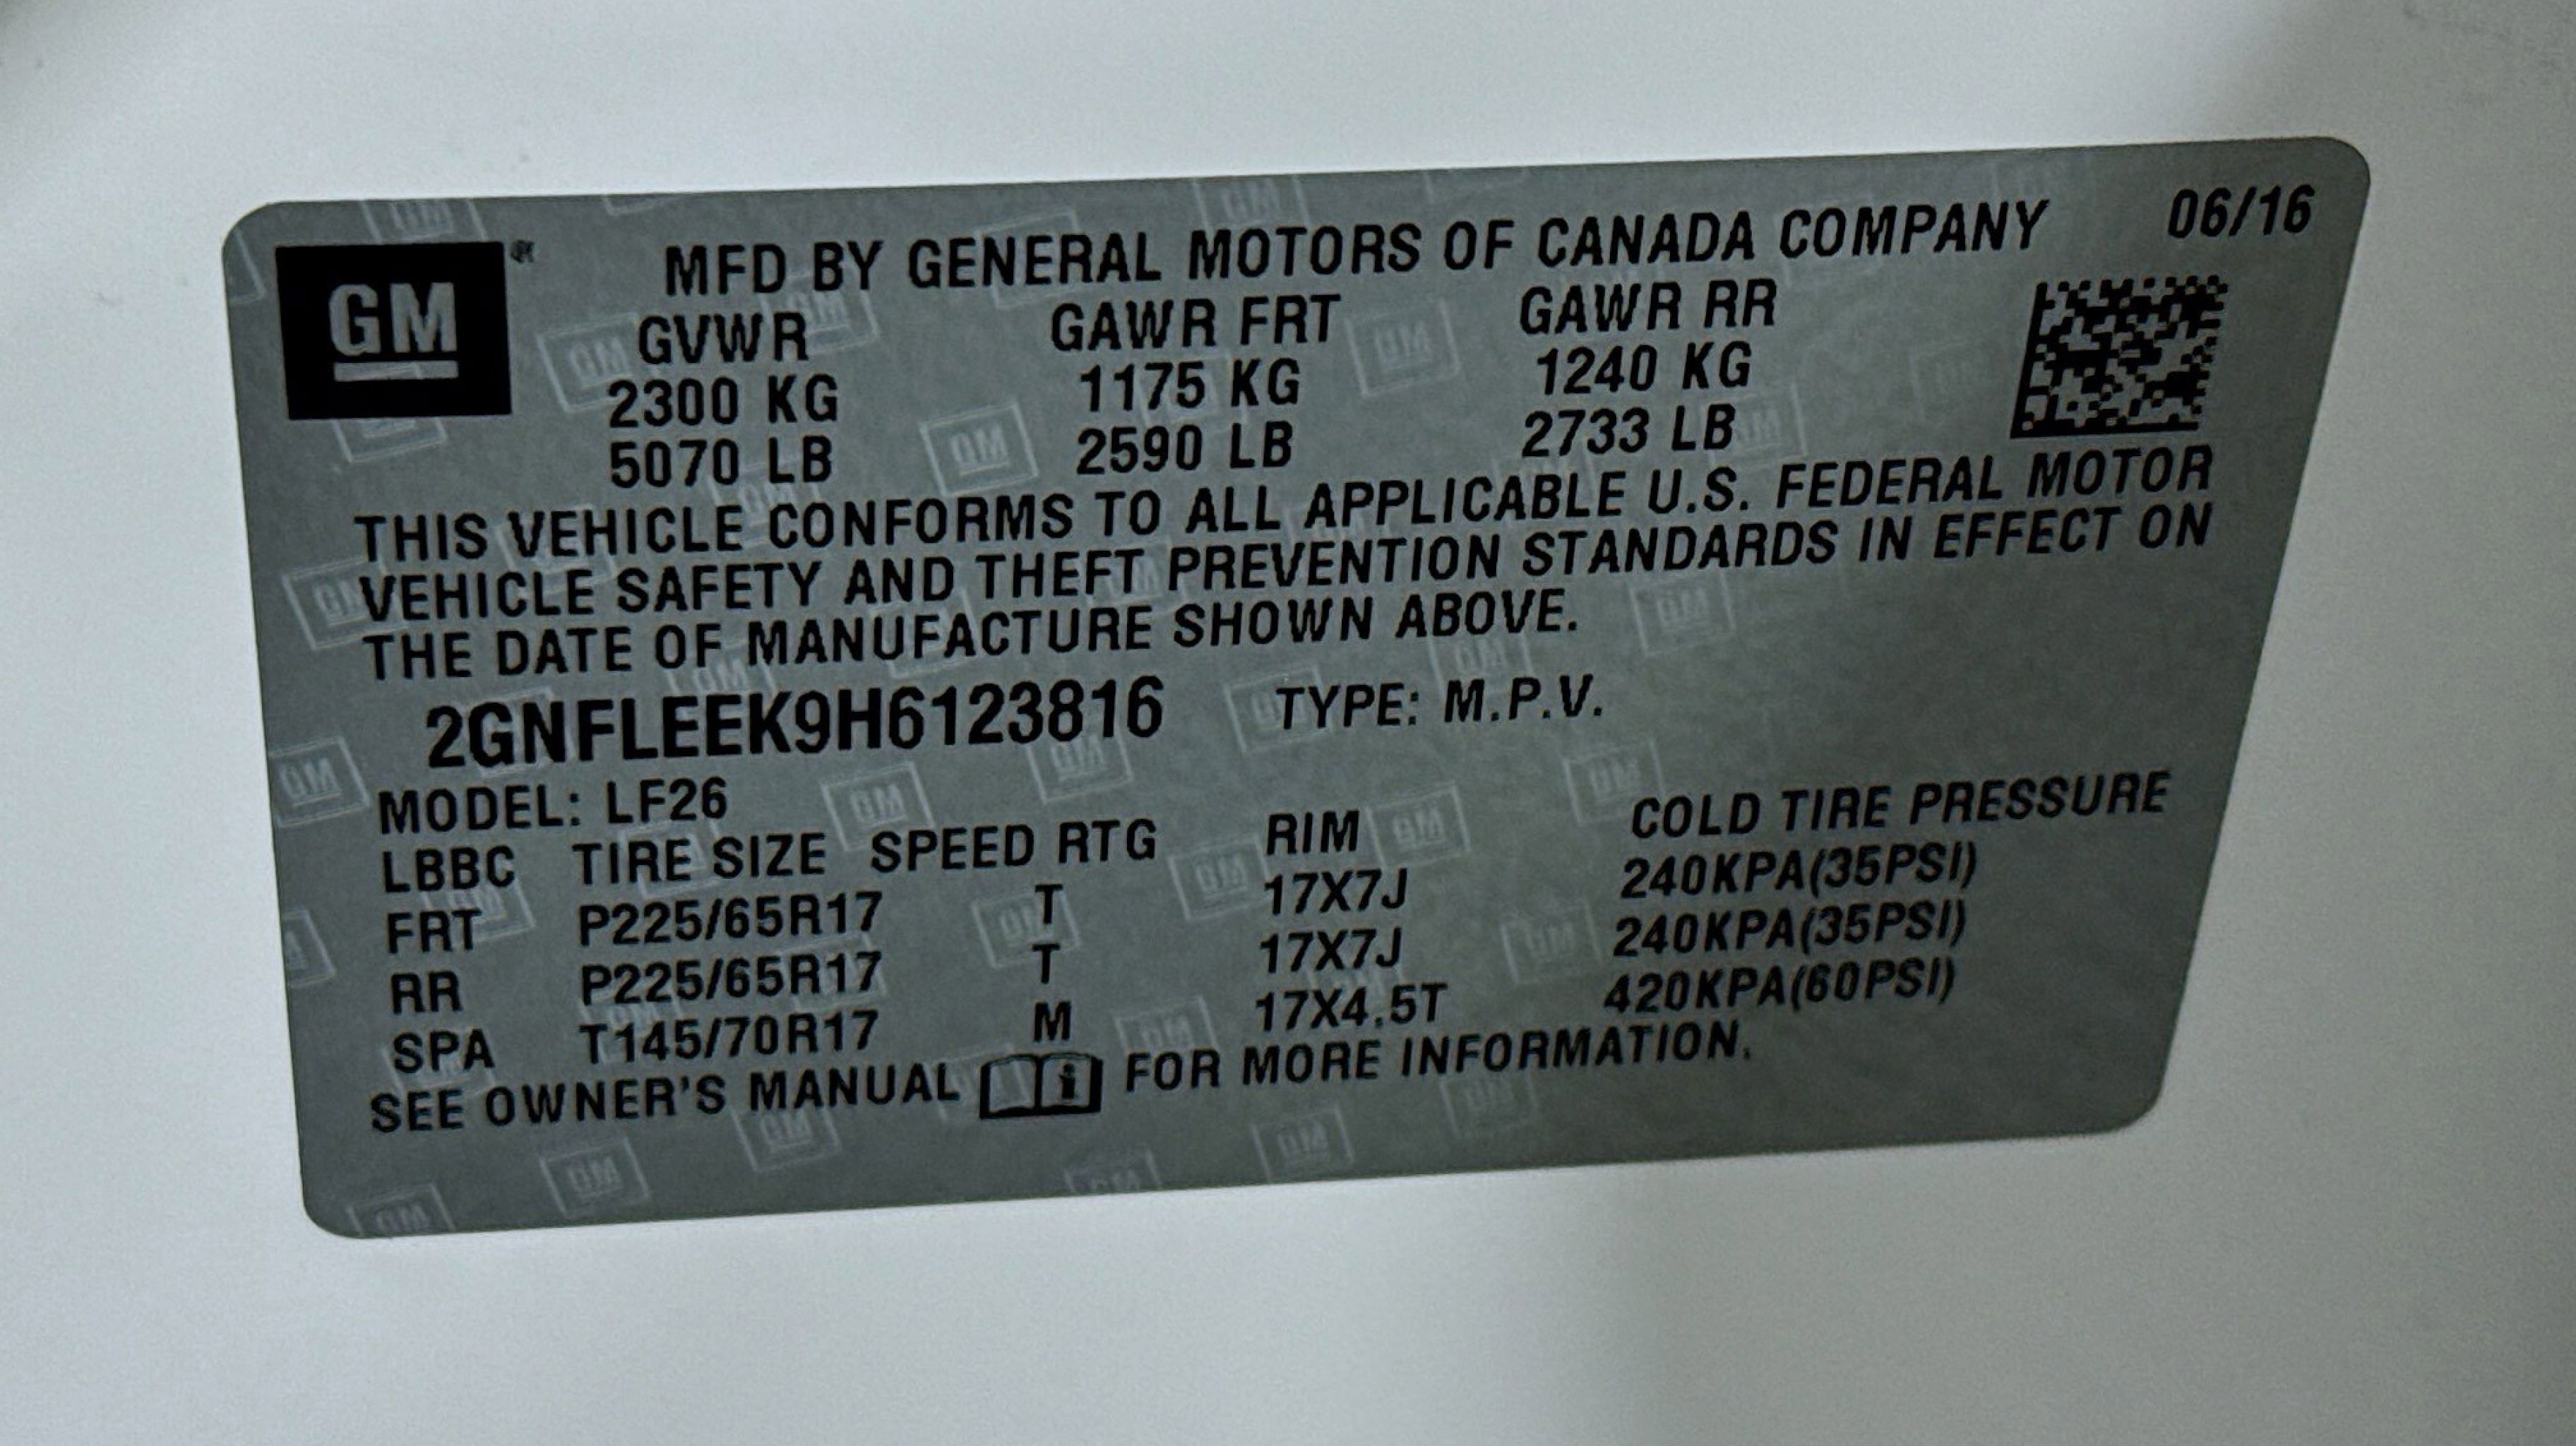 GM
MFD BY GENERAL MOTORS OF CANADA COMPANY 06/16
GVWR GAWR FRT GAWR RR
2300 KG 1175 KG 1240 KG
5070 LB 2590 LB 2733 LB
THIS VEHICLE CONFORMS TO ALL APPLICABLE U.S. FEDERAL MOTOR
VEHICLE SAFETY AND THEFT PREVENTION STANDARDS IN EFFECT ON
THE DATE OF MANUFACTURE SHOWN ABOVE.
2GNFLEEK9H6123816 TYPE: M.P.V.
MODEL: LF26
LBBC TIRE SIZE SPEED RTG RIM COLD TIRE PRESSURE
FRT P225/65R17 T 17X7J 240KPA(35PSI)
RR P225/65R17 T 17X7J 240KPA(35PSI)
SPA T145/70R17 M 17X4.5T 420KPA(60PSI)
SEE OWNER'S MANUAL FOR MORE INFORMATION.